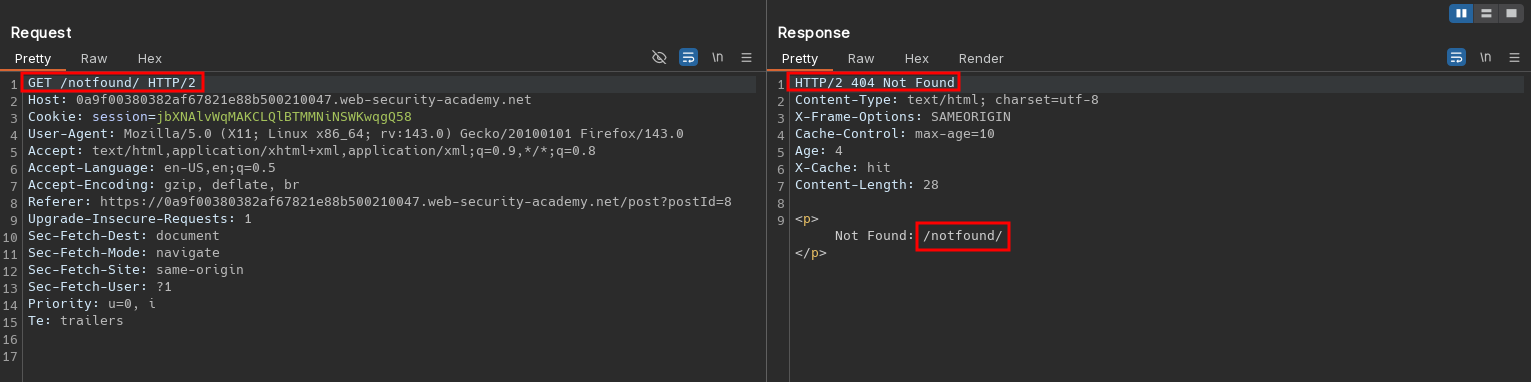 Request
Pretty Raw Hex \n
1 GET /notfound/ HTTP/2
2 Host: 0a9f00380382af67821e88b500210047.web-security-academy.net
3 Cookie: session=jbXNAlvWqMAKCLQlBTMMNiNSWKwqgQ58
4 User-Agent: Mozilla/5.0 (X11; Linux x86_64; rv:143.0) Gecko/20100101 Firefox/143.0
5 Accept: text/html,application/xhtml+xml,application/xml;q=0.9,*/*;q=0.8
6 Accept-Language: en-US,en;q=0.5
7 Accept-Encoding: gzip, deflate, br
8 Referer: https://0a9f00380382af67821e88b500210047.web-security-academy.net/post?postId=8
9 Upgrade-Insecure-Requests: 1
10 Sec-Fetch-Dest: document
11 Sec-Fetch-Mode: navigate
12 Sec-Fetch-Site: same-origin
13 Sec-Fetch-User: ?1
14 Priority: u=0, i
15 Te: trailers
16
17
Response
Pretty Raw Hex Render \n
1 HTTP/2 404 Not Found
2 Content-Type: text/html; charset=utf-8
3 X-Frame-Options: SAMEORIGIN
4 Cache-Control: max-age=10
5 Age: 4
6 X-Cache: hit
7 Content-Length: 28
8
9 <p>
Not Found: /notfound/
</p>